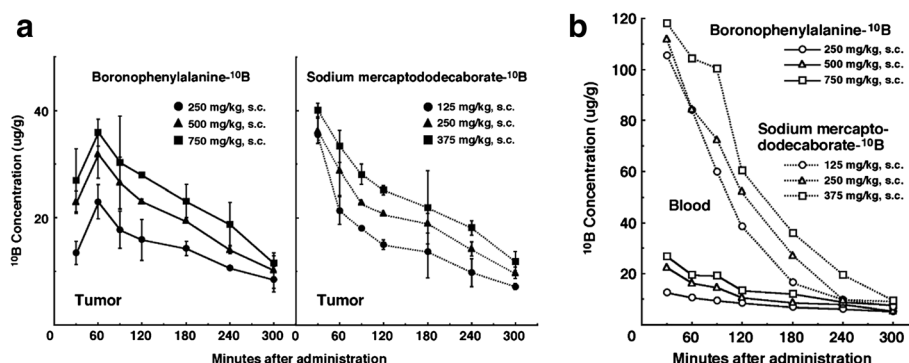 a
Boronophenylalanine-¹⁰B
250 mg/kg, s.c.
500 mg/kg, s.c.
750 mg/kg, s.c.
Sodium mercaptododecaborate-¹⁰B
125 mg/kg, s.c.
250 mg/kg, s.c.
375 mg/kg, s.c.
¹⁰B Concentration (ug/g)
40
20
Tumor
Tumor
0 60 120 180 240 300
0 60 120 180 240 300
Minutes after administration
b
Boronophenylalanine-¹⁰B
250 mg/kg, s.c.
500 mg/kg, s.c.
750 mg/kg, s.c.
Sodium mercapto-
dodecaborate-¹⁰B
125 mg/kg, s.c.
250 mg/kg, s.c.
375 mg/kg, s.c.
Blood
¹⁰B Concentration (ug/g)
120
100
80
60
40
20
0
0 60 120 180 240 300
Minutes after administration